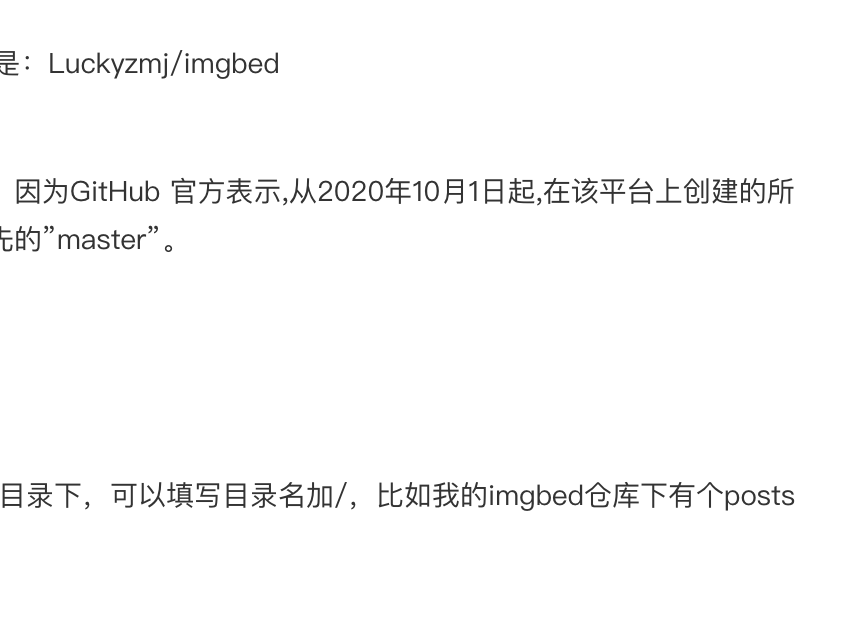 是：Luckyzmj/imgbed
因为GitHub 官方表示,从2020年10月1日起,在该平台上创建的所
先的”master”。
目录下，可以填写目录名加/，比如我的imgbed仓库下有个posts